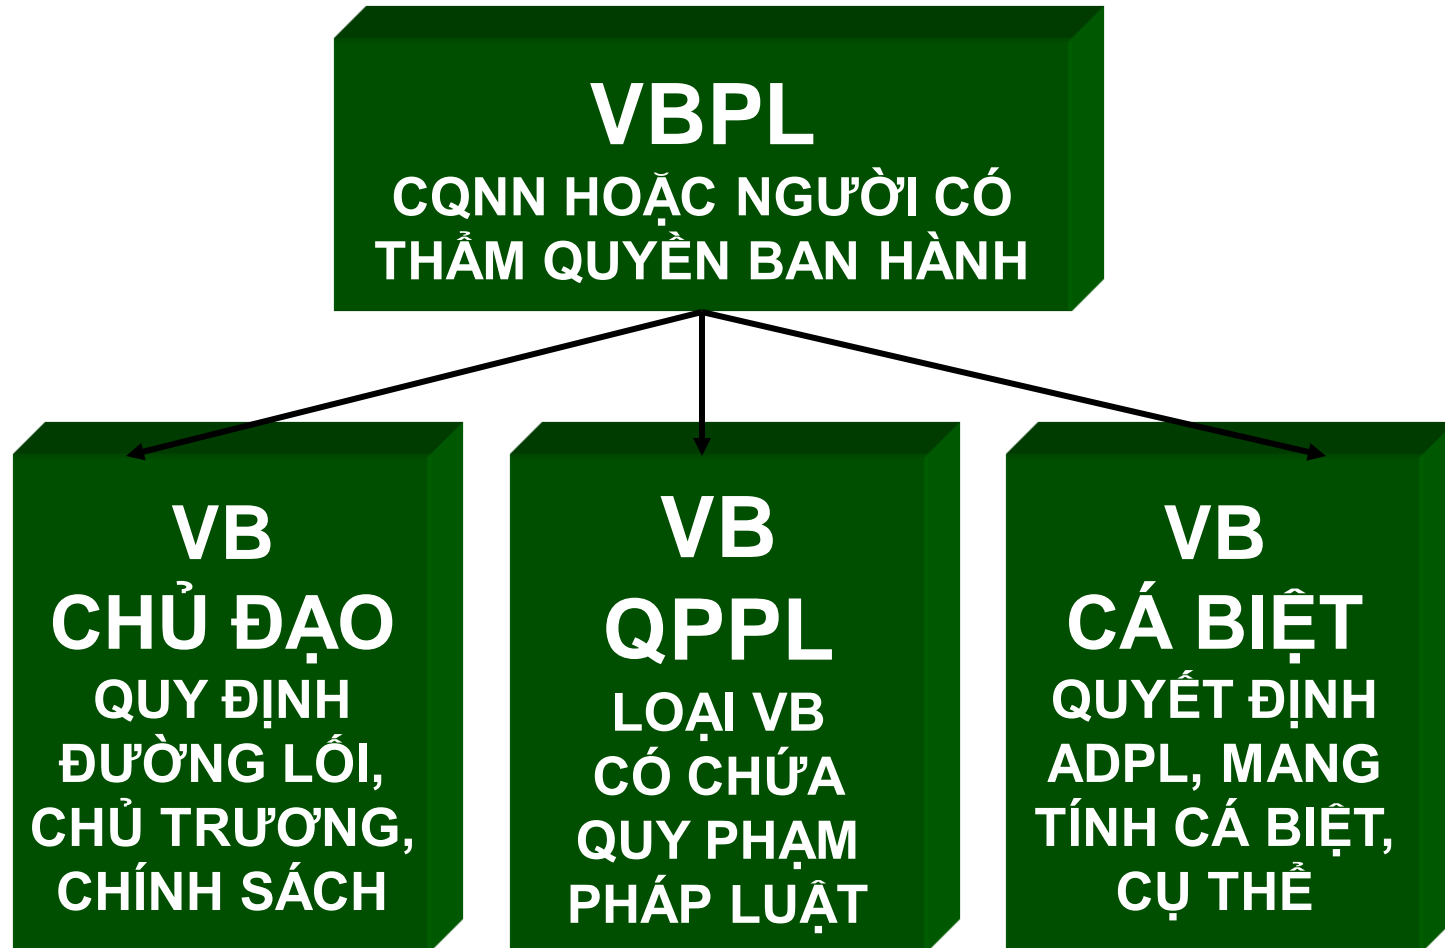 VBPL
CQNN HOẶC NGƯỜI CÓ
THẨM QUYỀN BAN HÀNH
VB
CHỦ ĐẠO
QUY ĐỊNH
ĐƯỜNG LỐI,
CHỦ TRƯƠNG,
CHÍNH SÁCH
VB
QPPL
LOẠI VB
CÓ CHỨA
QUY PHẠM
PHÁP LUẬT
VB
CÁ BIỆT
QUYẾT ĐỊNH
ADPL, MANG
TÍNH CÁ BIỆT,
CỤ THỂ